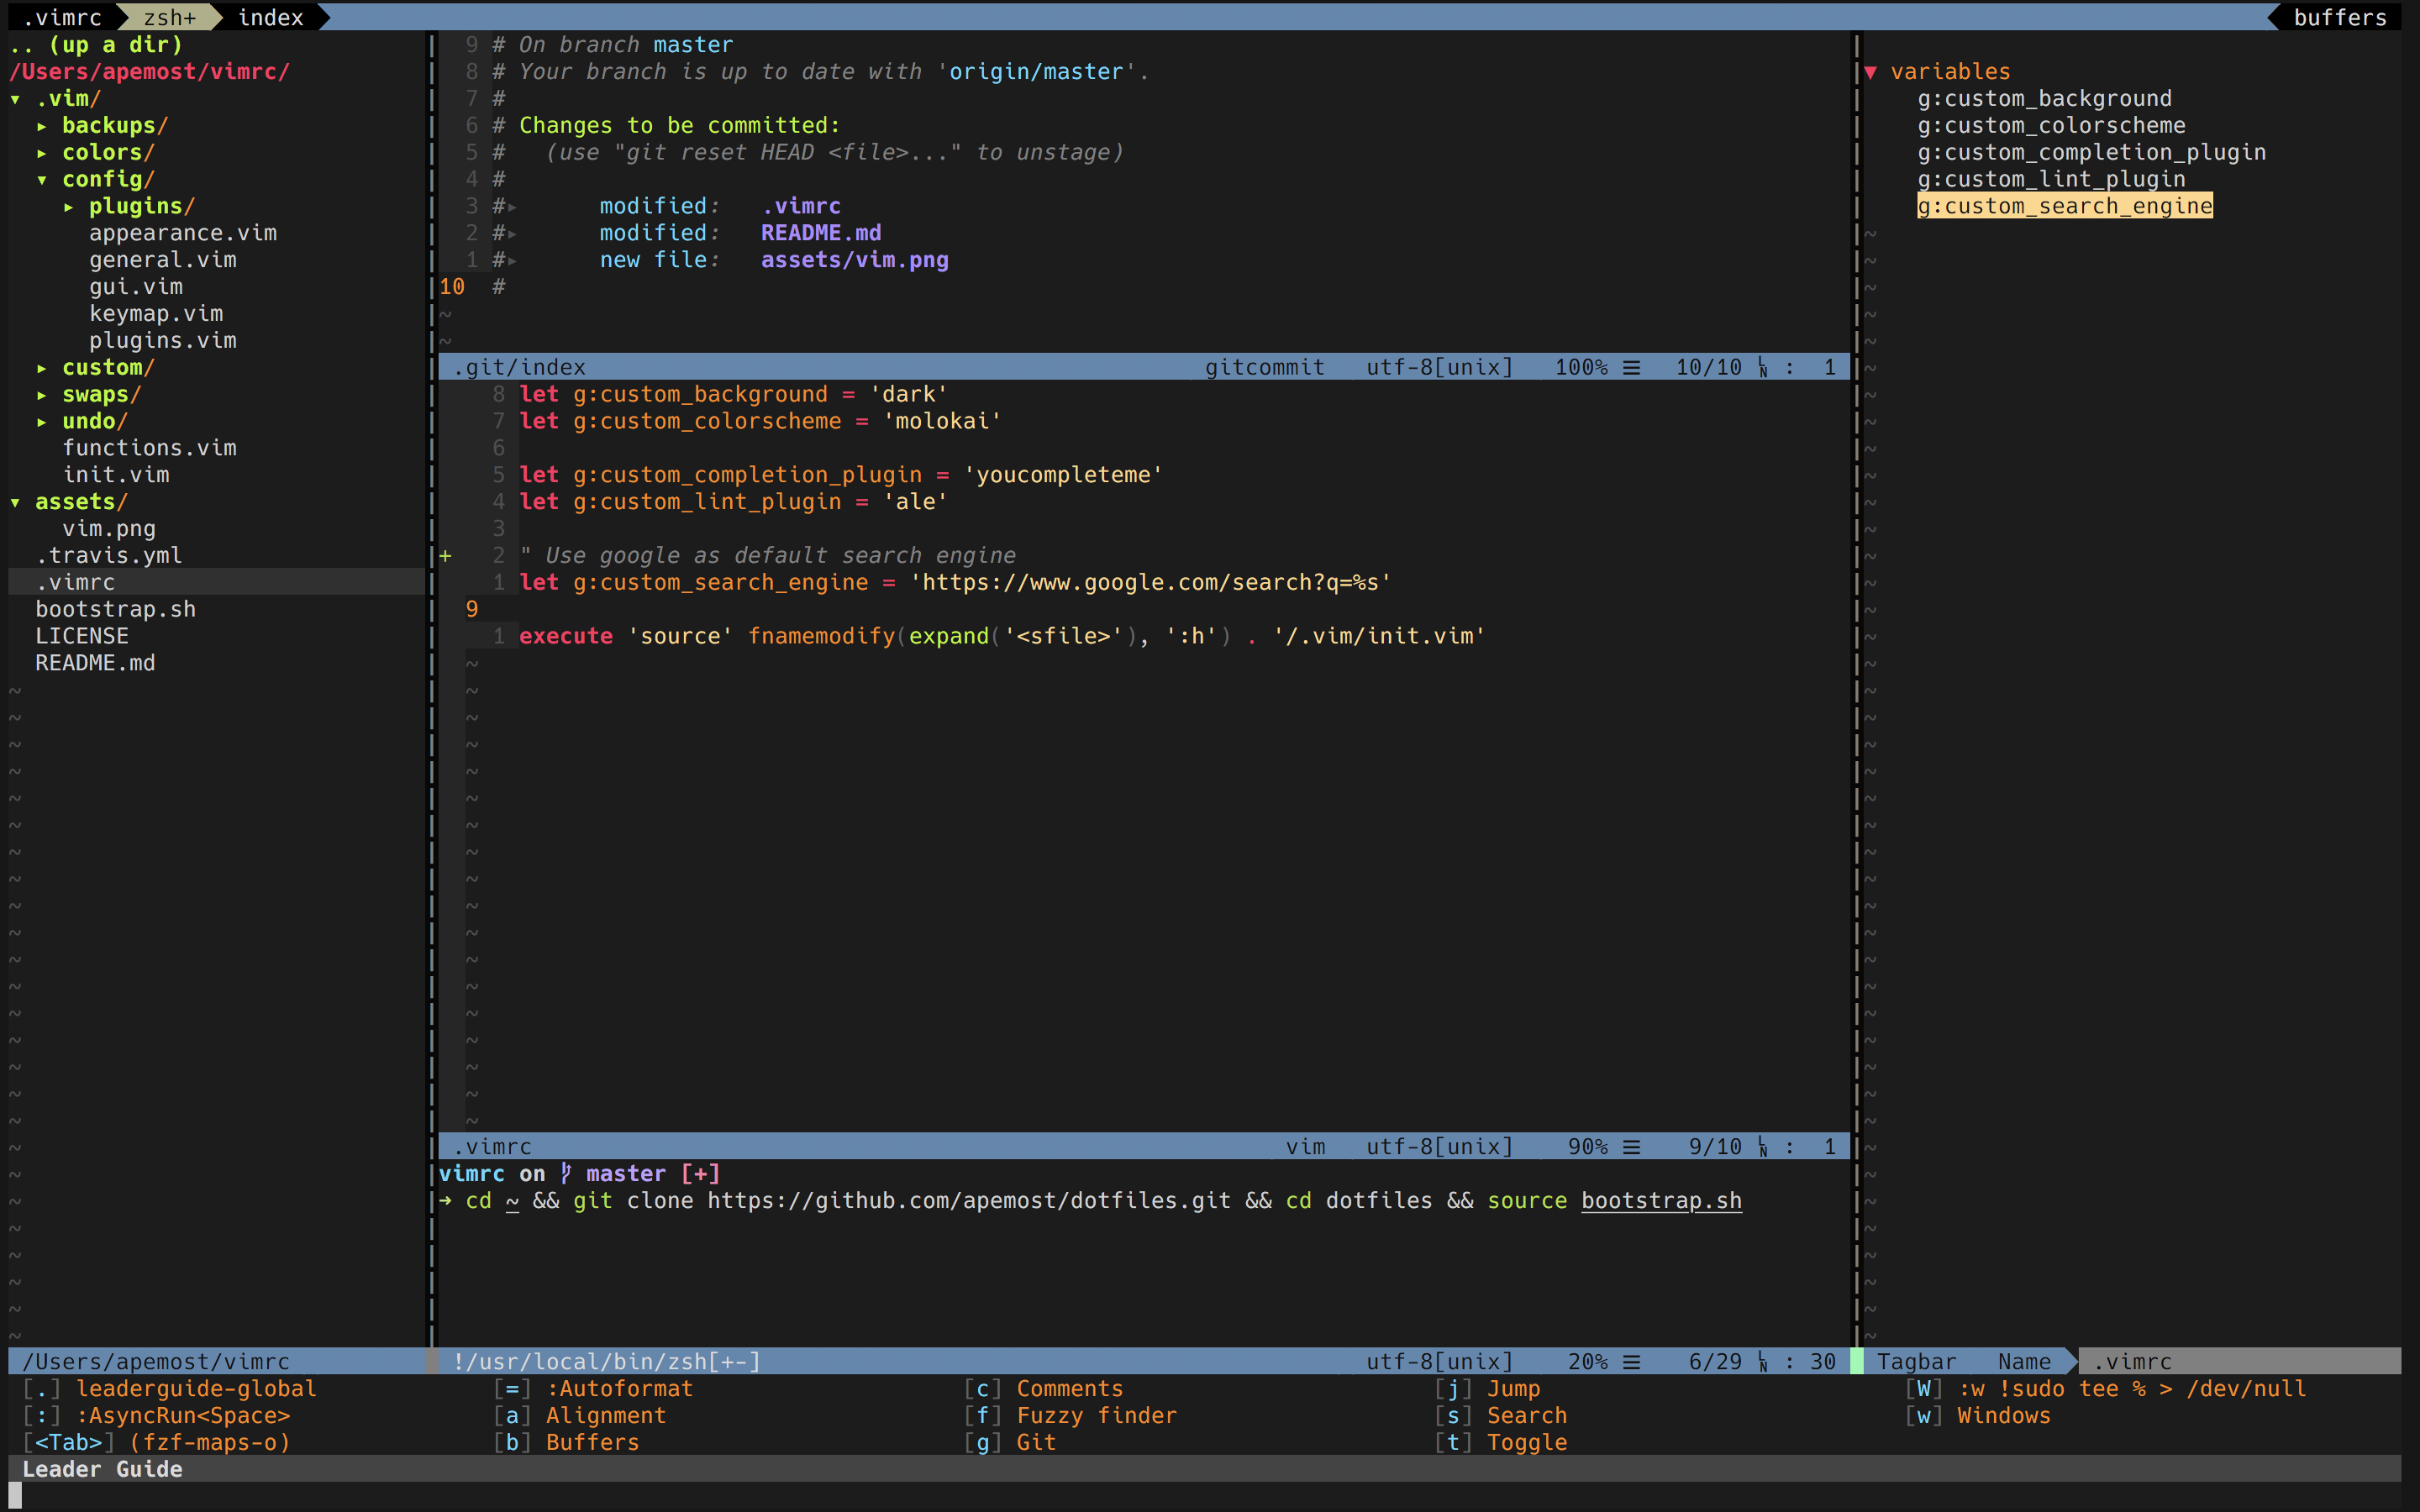 .vimrc zsh+ index buffers
.. (up a dir)
/Users/apemost/vimrc/
▾ .vim/
▸ backups/
▸ colors/
▾ config/
▸ plugins/
appearance.vim
general.vim
gui.vim
keymap.vim
plugins.vim
▸ custom/
▸ swaps/
▸ undo/
functions.vim
init.vim
▾ assets/
vim.png
.travis.yml
.vimrc
bootstrap.sh
LICENSE
README.md
/Users/apemost/vimrc
9 # On branch master
8 # Your branch is up to date with 'origin/master'.
7 #
6 # Changes to be committed:
5 #   (use "git reset HEAD <file>..." to unstage)
4 #
3 #▸ modified:   .vimrc
2 #▸ modified:   README.md
1 #▸ new file:   assets/vim.png
10 #
~
~
.git/index gitcommit utf-8[unix] 100% ☰ 10/10 ␤ : 1
8 let g:custom_background = 'dark'
7 let g:custom_colorscheme = 'molokai'
6
5 let g:custom_completion_plugin = 'youcompleteme'
4 let g:custom_lint_plugin = 'ale'
3
+ 2 " Use google as default search engine
1 let g:custom_search_engine = 'https://www.google.com/search?q=%s'
9
1 execute 'source' fnamemodify(expand('<sfile>'), ':h') . '/.vim/init.vim'
.vimrc vim utf-8[unix] 90% ☰ 9/10 ␤ : 1
vimrc on master [+]
➜ cd ~ && git clone https://github.com/apemost/dotfiles.git && cd dotfiles && source bootstrap.sh
!/usr/local/bin/zsh[+-] utf-8[unix] 20% ☰ 6/29 ␤ : 30
▼ variables
g:custom_background
g:custom_colorscheme
g:custom_completion_plugin
g:custom_lint_plugin
g:custom_search_engine
Tagbar Name .vimrc
[.] leaderguide-global [=] :Autoformat [c] Comments [j] Jump [W] :w !sudo tee % > /dev/null
[:] :AsyncRun<Space> [a] Alignment [f] Fuzzy finder [s] Search [w] Windows
[<Tab>] (fzf-maps-o) [b] Buffers [g] Git [t] Toggle
Leader Guide